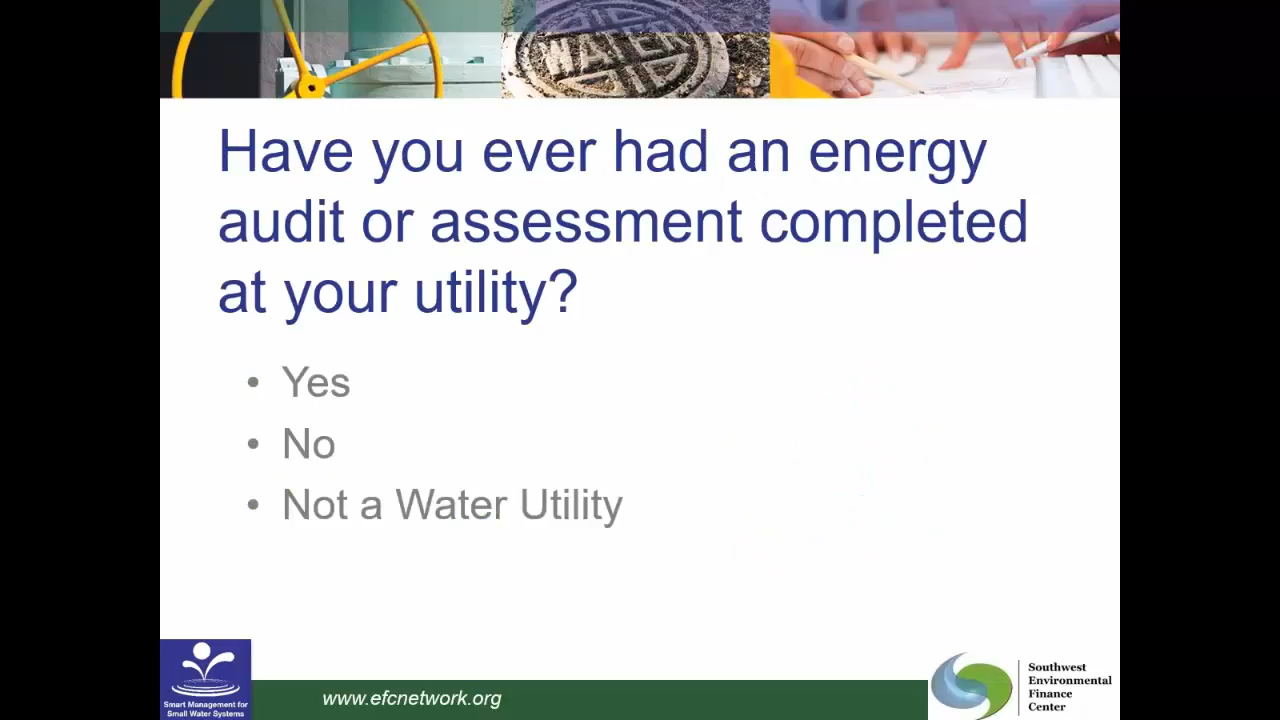 WATER
Have you ever had an energy
audit or assessment completed
at your utility?
• Yes
• No
• Not a Water Utility
Smart Management for
Small Water Systems
www.efcnetwork.org
Southwest
Environmental
Finance
Center